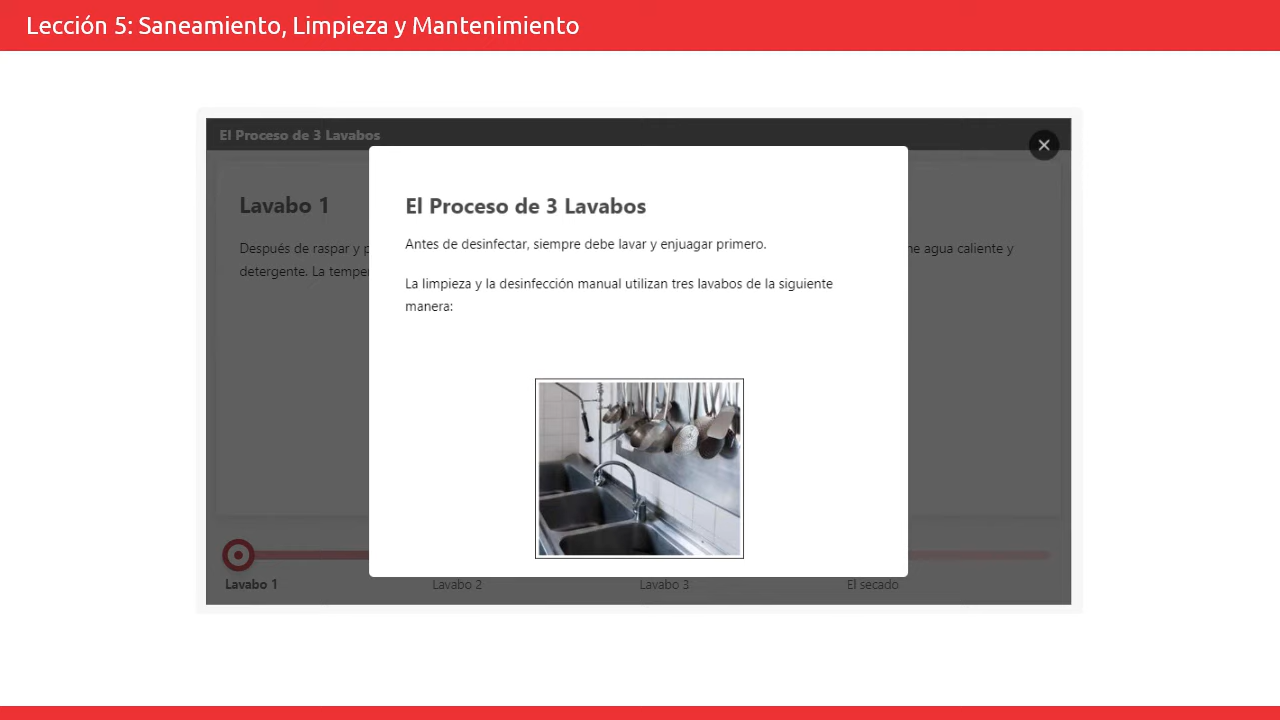 Lección 5: Saneamiento, Limpieza y Mantenimiento
El Proceso de 3 Lavabos
Lavabo 1
Después de raspar y
agua caliente y
detergente. La
El Proceso de 3 Lavabos
Antes de desinfectar, siempre debe lavar y enjuagar primero.
La limpieza y la desinfección manual utilizan tres lavabos de la siguiente
manera:
Lavabo 1
Lavabo 2
Lavabo 3
El secado